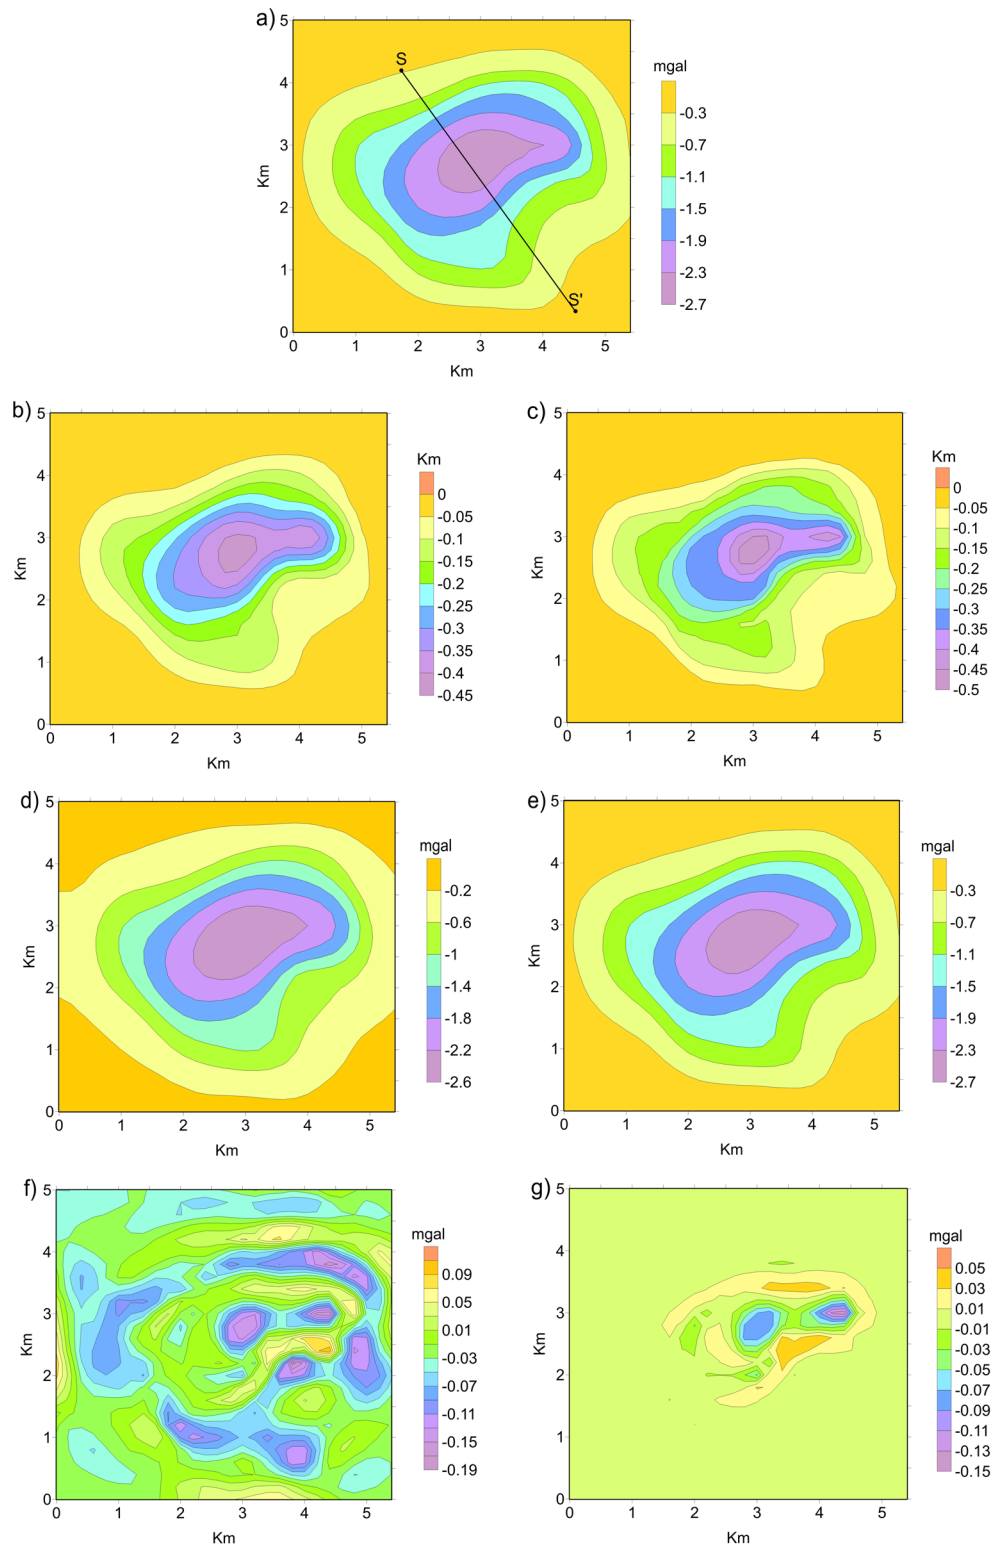 a)
5
4
3
2
1
0
Km
0 1 2 3 4 5
Km
S
S'
mgal
-0.3
-0.7
-1.1
-1.5
-1.9
-2.3
-2.7
b)
5
4
3
2
1
0
Km
0 1 2 3 4 5
Km
Km
0
-0.05
-0.1
-0.15
-0.2
-0.25
-0.3
-0.35
-0.4
-0.45
c)
5
4
3
2
1
0
Km
0 1 2 3 4 5
Km
Km
0
-0.05
-0.1
-0.15
-0.2
-0.25
-0.3
-0.35
-0.4
-0.45
-0.5
d)
5
4
3
2
1
0
Km
0 1 2 3 4 5
Km
mgal
-0.2
-0.6
-1
-1.4
-1.8
-2.2
-2.6
e)
5
4
3
2
1
0
Km
0 1 2 3 4 5
Km
mgal
-0.3
-0.7
-1.1
-1.5
-1.9
-2.3
-2.7
f)
5
4
3
2
1
0
Km
0 1 2 3 4 5
Km
mgal
0.09
0.05
0.01
-0.03
-0.07
-0.11
-0.15
-0.19
g)
5
4
3
2
1
0
Km
0 1 2 3 4 5
Km
mgal
0.05
0.03
0.01
-0.01
-0.03
-0.05
-0.07
-0.09
-0.11
-0.13
-0.15